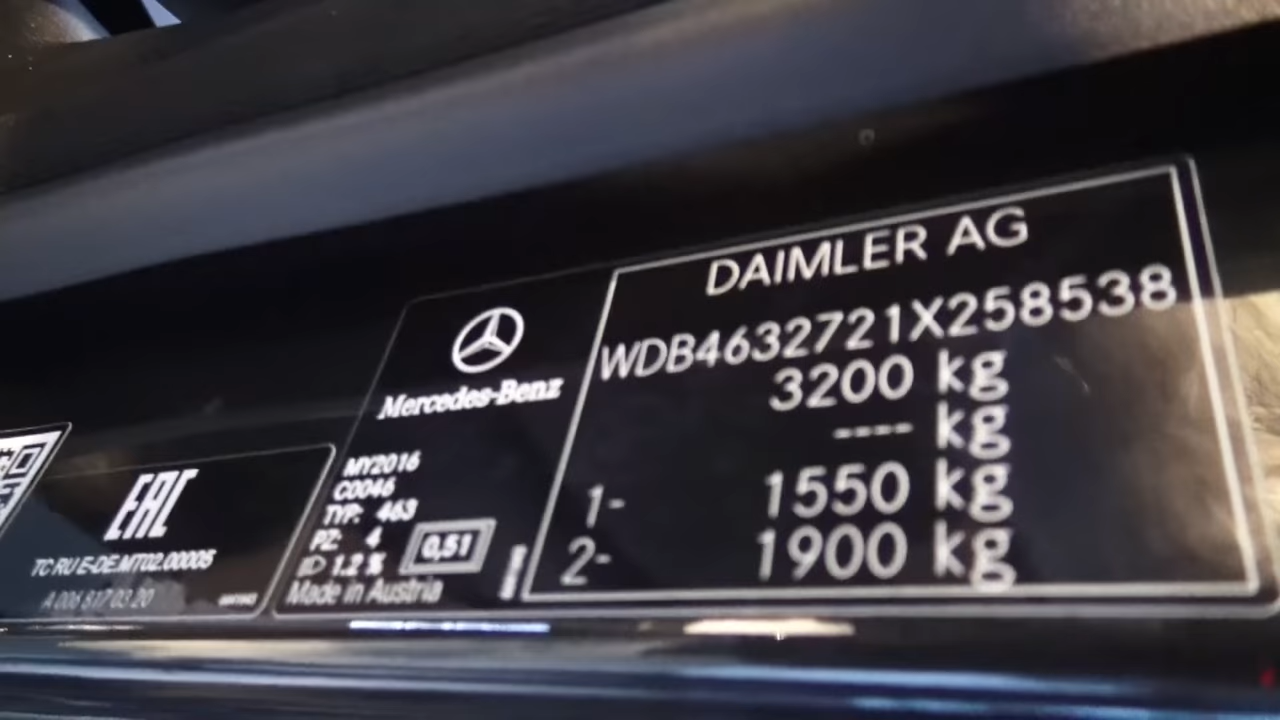 DAIMLER AG
WDB4632721X258538
3200 kg
---- kg
1- 1550 kg
2- 1900 kg
Mercedes-Benz
MY2016
C0046
TYP: 463
PZ: 4
1.2 %
0,51
Made in Austria
EAC
TC RU E-DE.MT02.00005
A 006 817 03 20